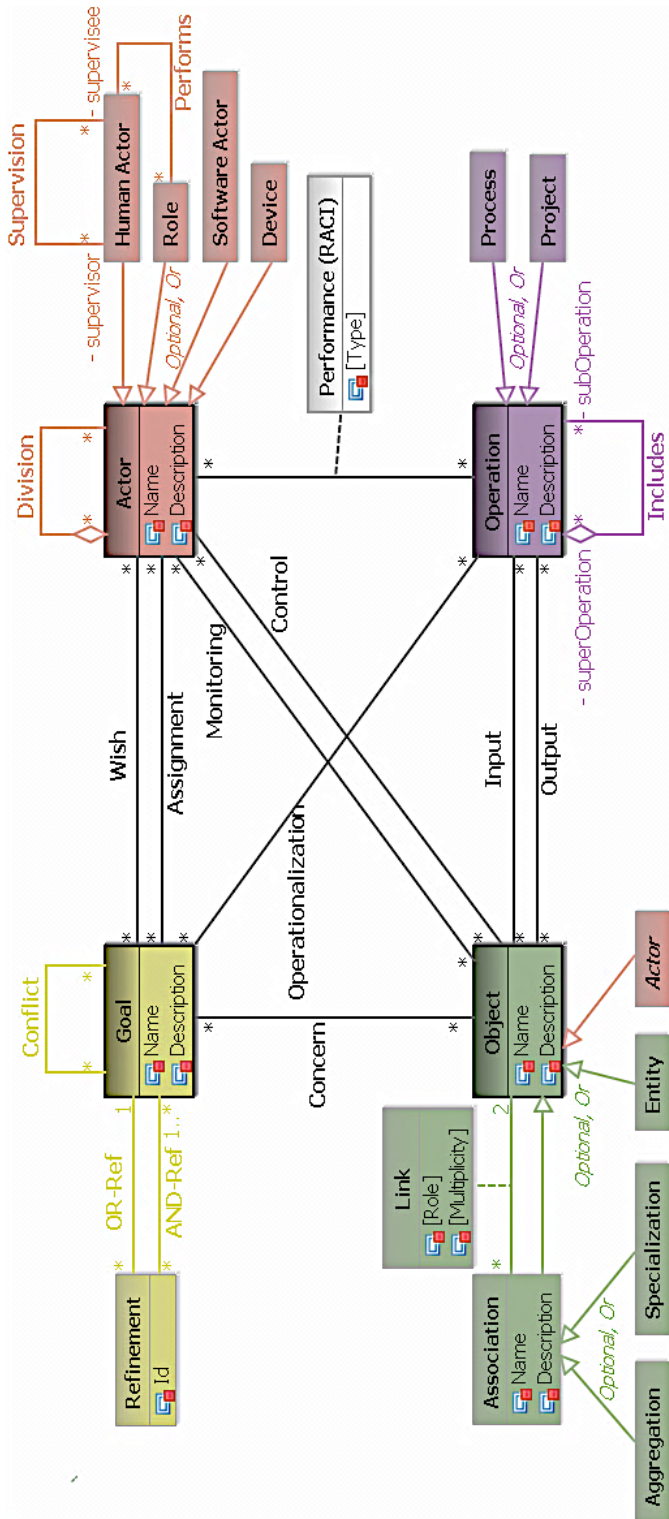 Conflict
*
*
Goal
Name
Description
OR-Ref
1
*
AND-Ref 1..*
*
Refinement
Id
Wish
*
*
Assignment
*
*
Division
*
*
Actor
Name
Description
Supervision
- supervisor
*
*
- supervisee
Human Actor
*
Performs
*
Role
Optional, Or
Software Actor
Device
Monitoring
*
*
Control
*
*
Operationalization
*
*
Concern
*
*
Performance (RACI)
[Type]
*
*
Link
[Role]
[Multiplicity]
Association
Name
Description
*
2
Object
Name
Description
Input
*
*
Output
*
*
Operation
Name
Description
Process
Optional, Or
Project
- superOperation
*
*
- subOperation
Includes
Optional, Or
Aggregation
Specialization
Optional, Or
Entity
Actor